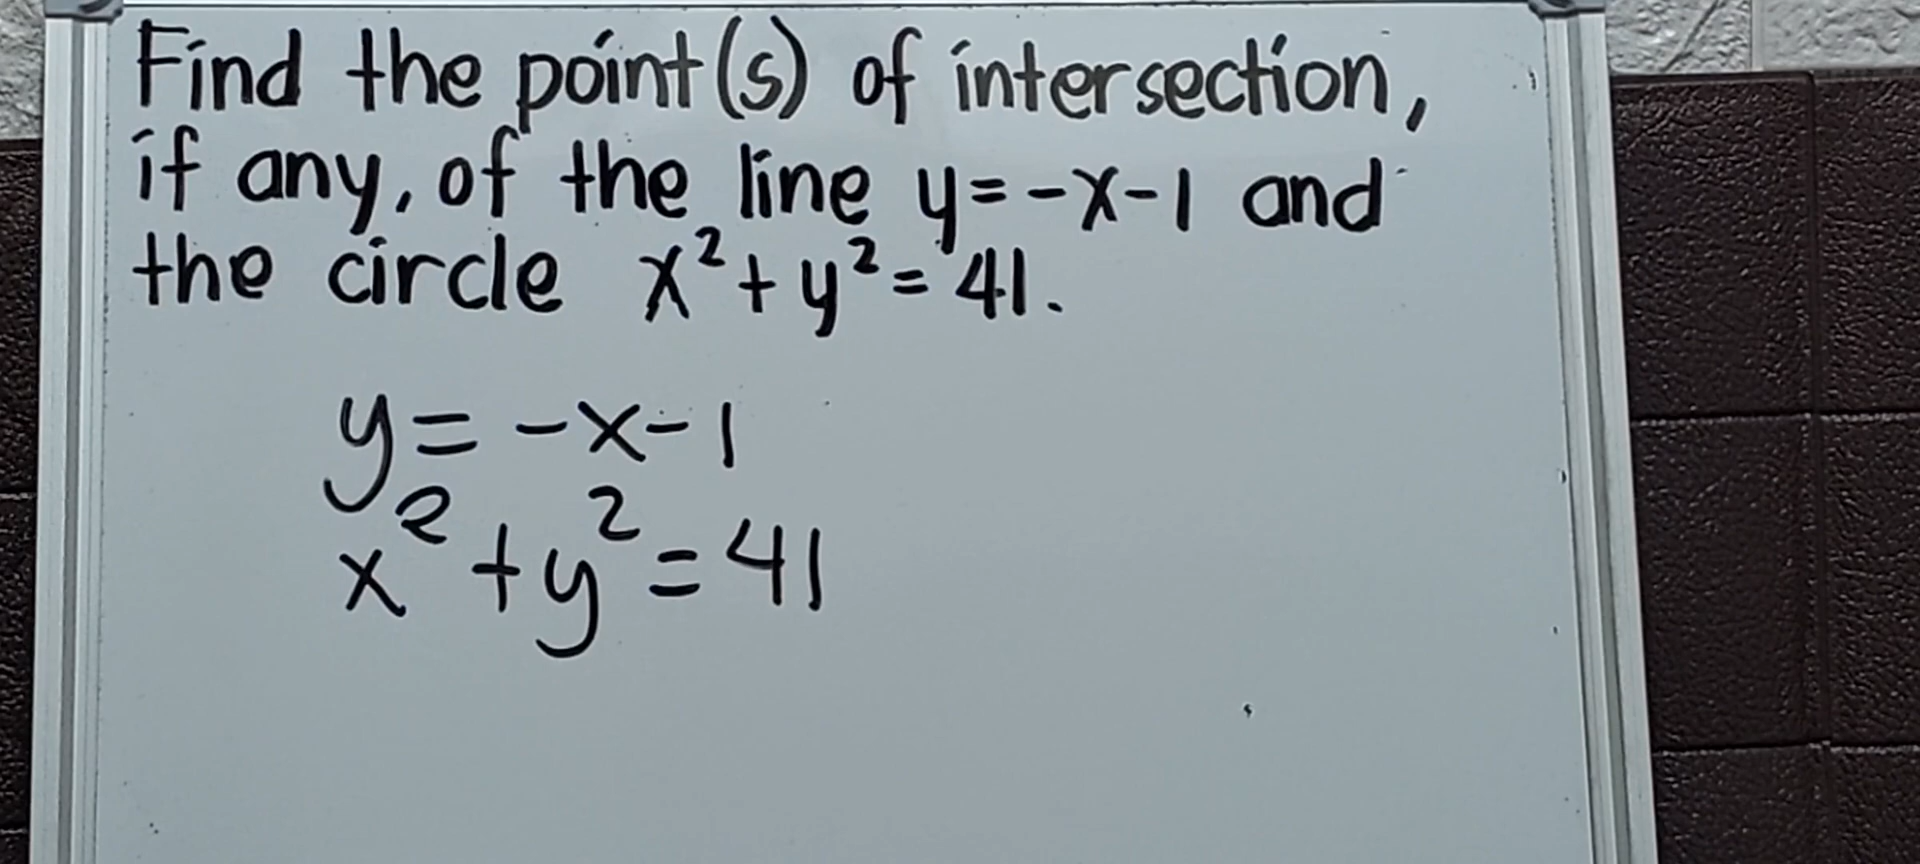 Find the point(s) of intersection,
if any, of the line y=-x-1 and
the circle x²+y²=41.
y=-x-1
x²+y²=41